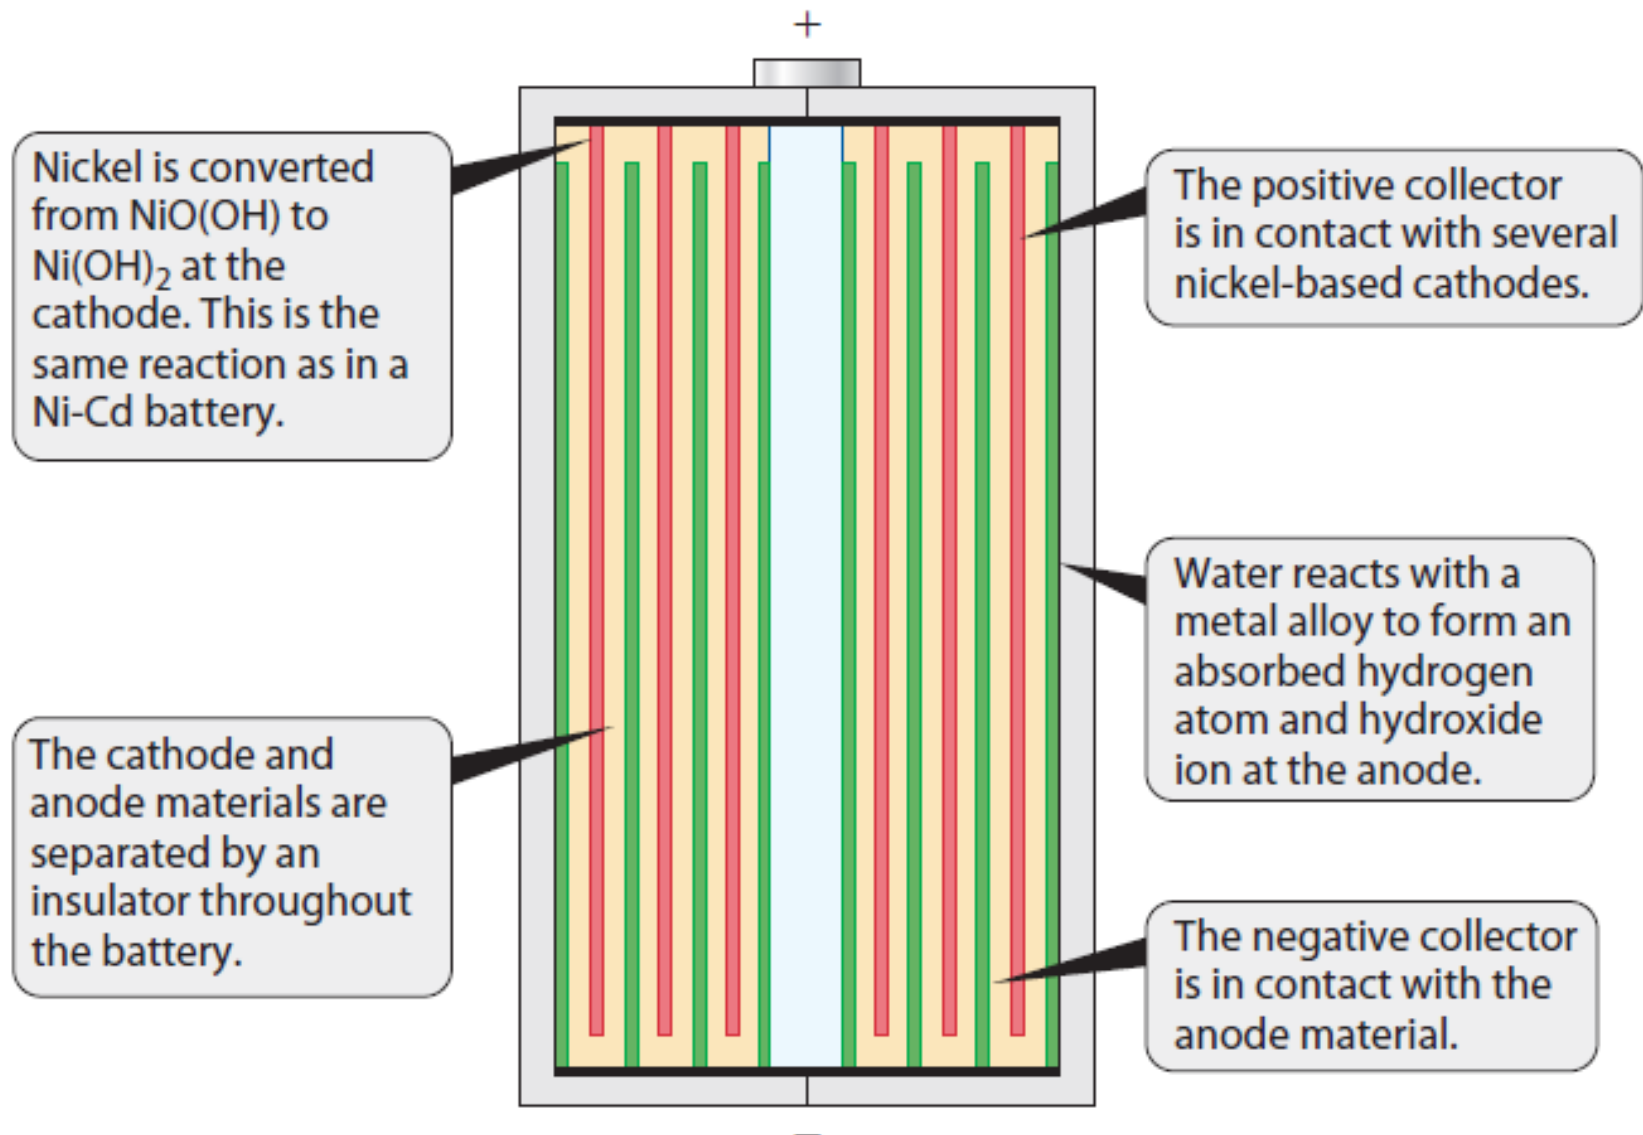 +
Nickel is converted
from NiO(OH) to
Ni(OH)₂ at the
cathode. This is the
same reaction as in a
Ni-Cd battery.
The positive collector
is in contact with several
nickel-based cathodes.
Water reacts with a
metal alloy to form an
absorbed hydrogen
atom and hydroxide
ion at the anode.
The cathode and
anode materials are
separated by an
insulator throughout
the battery.
The negative collector
is in contact with the
anode material.
–